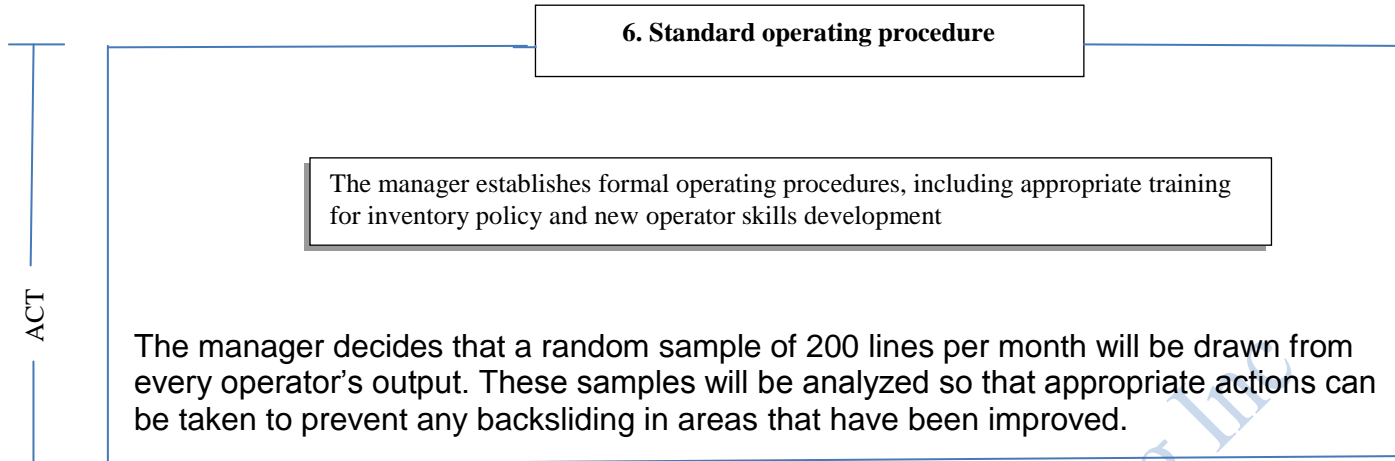 6. Standard operating procedure
The manager establishes formal operating procedures, including appropriate training
for inventory policy and new operator skills development
ACT
The manager decides that a random sample of 200 lines per month will be drawn from
every operator’s output. These samples will be analyzed so that appropriate actions can
be taken to prevent any backsliding in areas that have been improved.
Inc